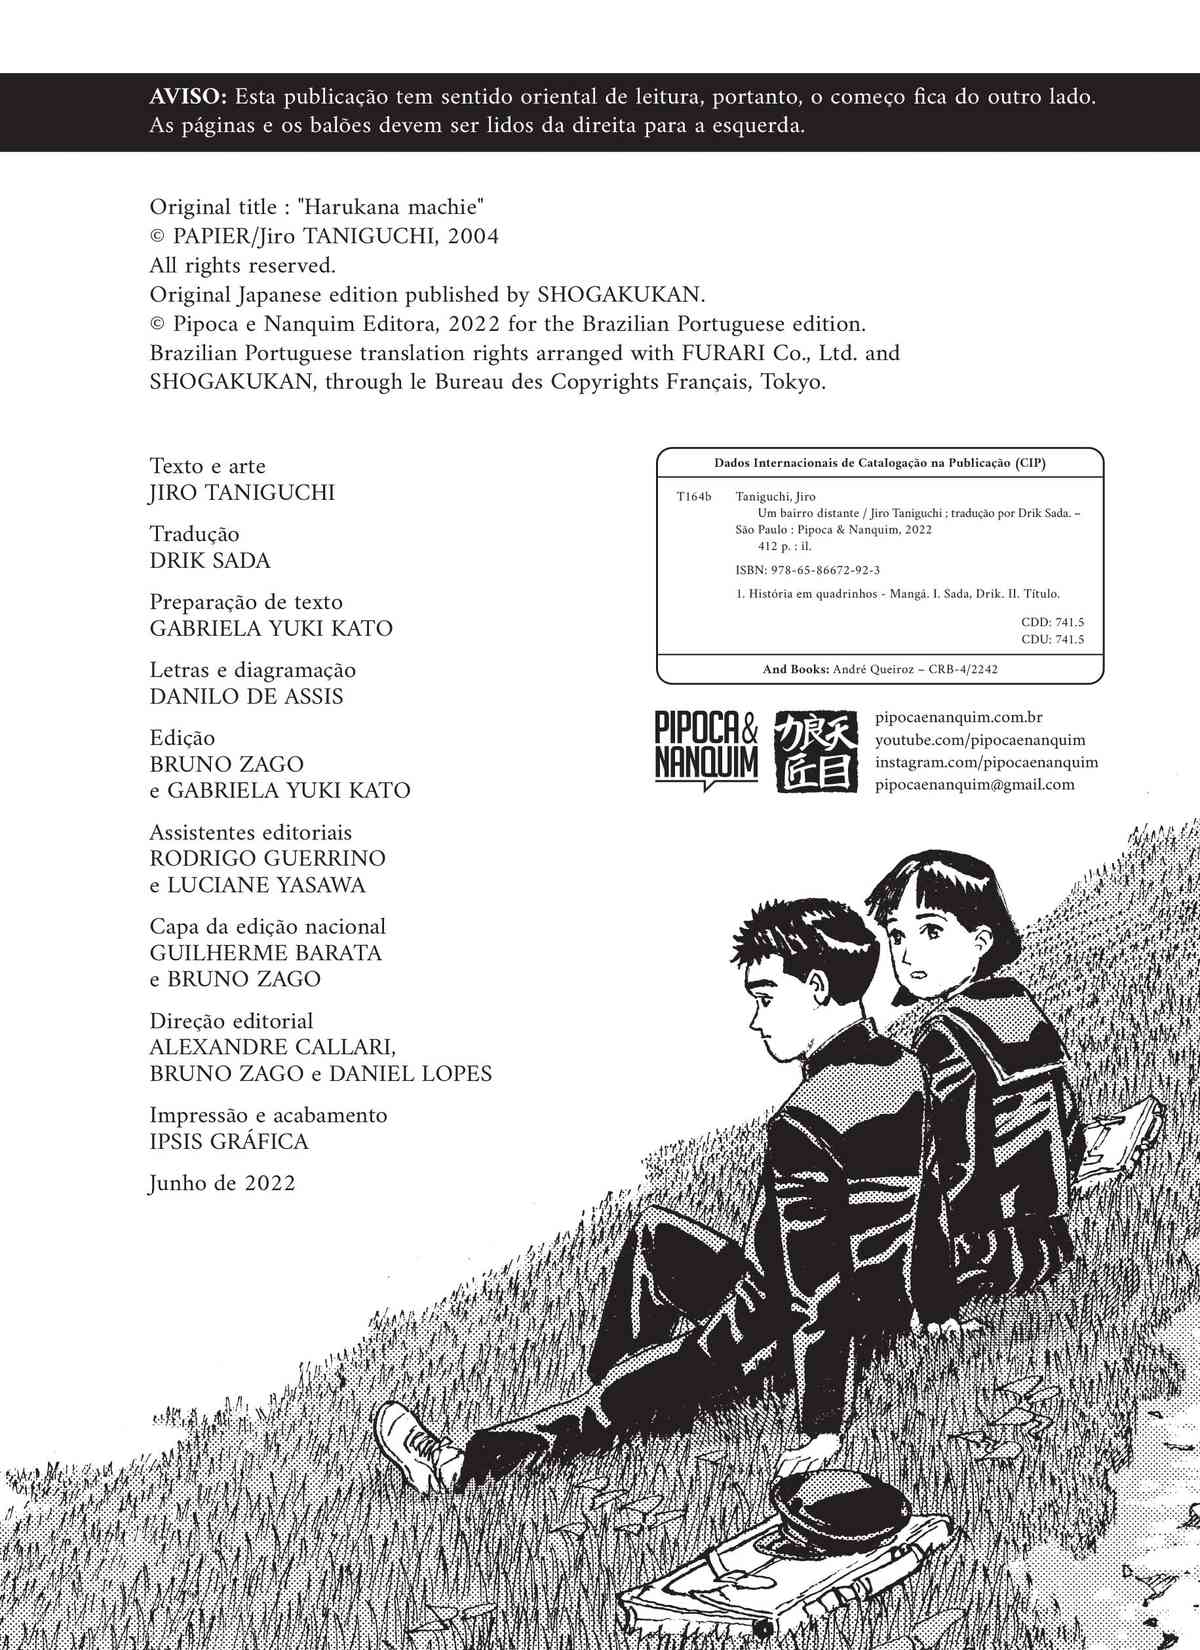 AVISO: Esta publicação tem sentido oriental de leitura, portanto, o começo fica do outro lado.
As páginas e os balões devem ser lidos da direita para a esquerda.
Original title : "Harukana machie"
© PAPIER/Jiro TANIGUCHI, 2004
All rights reserved.
Original Japanese edition published by SHOGAKUKAN.
© Pipoca e Nanquim Editora, 2022 for the Brazilian Portuguese edition.
Brazilian Portuguese translation rights arranged with FURARI Co., Ltd. and
SHOGAKUKAN, through le Bureau des Copyrights Français, Tokyo.
Texto e arte
JIRO TANIGUCHI
Tradução
DRIK SADA
Preparação de texto
GABRIELA YUKI KATO
Letras e diagramação
DANILO DE ASSIS
Edição
BRUNO ZAGO
e GABRIELA YUKI KATO
Assistentes editoriais
RODRIGO GUERRINO
e LUCIANE YASAWA
Capa da edição nacional
GUILHERME BARATA
e BRUNO ZAGO
Direção editorial
ALEXANDRE CALLARI,
BRUNO ZAGO e DANIEL LOPES
Impressão e acabamento
IPSIS GRÁFICA
Junho de 2022
Dados Internacionais de Catalogação na Publicação (CIP)
T164b Taniguchi, Jiro
Um bairro distante / Jiro Taniguchi ; tradução por Drik Sada. –
São Paulo : Pipoca & Nanquim, 2022
412 p. : il.
ISBN: 978-65-86672-92-3
1. História em quadrinhos - Mangá. I. Sada, Drik. II. Título.
CDD: 741.5
CDU: 741.5
And Books: André Queiroz – CRB-4/2242
PIPOCA &
NANQUIM
天目
狼匠
pipocaenanquim.com.br
youtube.com/pipocaenanquim
instagram.com/pipocaenanquim
pipocaenanquim@gmail.com